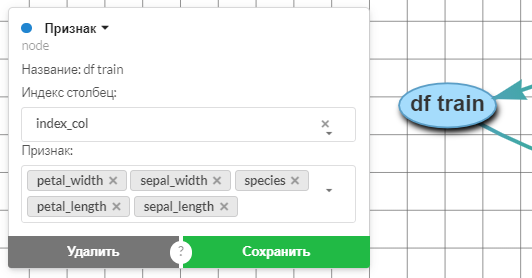 Признак
node
Название: df train
Индекс столбец:
index_col ×
Признак:
petal_width × sepal_width × species ×
petal_length × sepal_length ×
Удалить ? Сохранить
df train